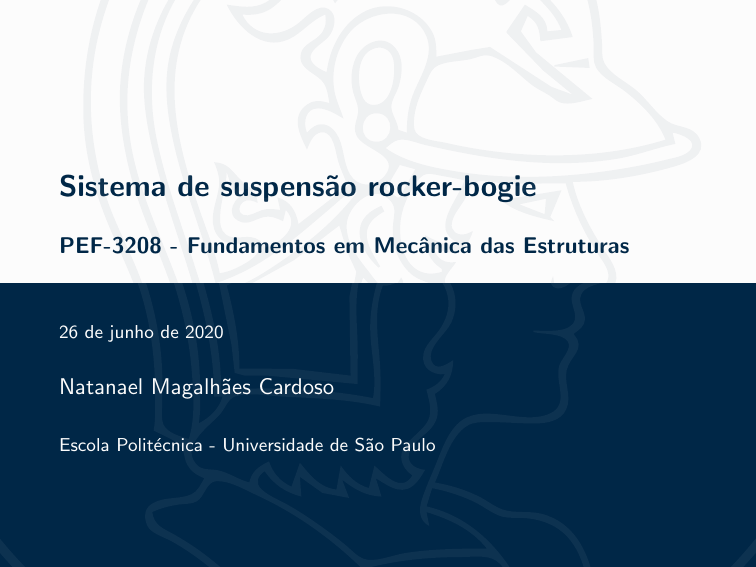 Sistema de suspensão rocker-bogie
PEF-3208 - Fundamentos em Mecânica das Estruturas
26 de junho de 2020
Natanael Magalhães Cardoso
Escola Politécnica - Universidade de São Paulo